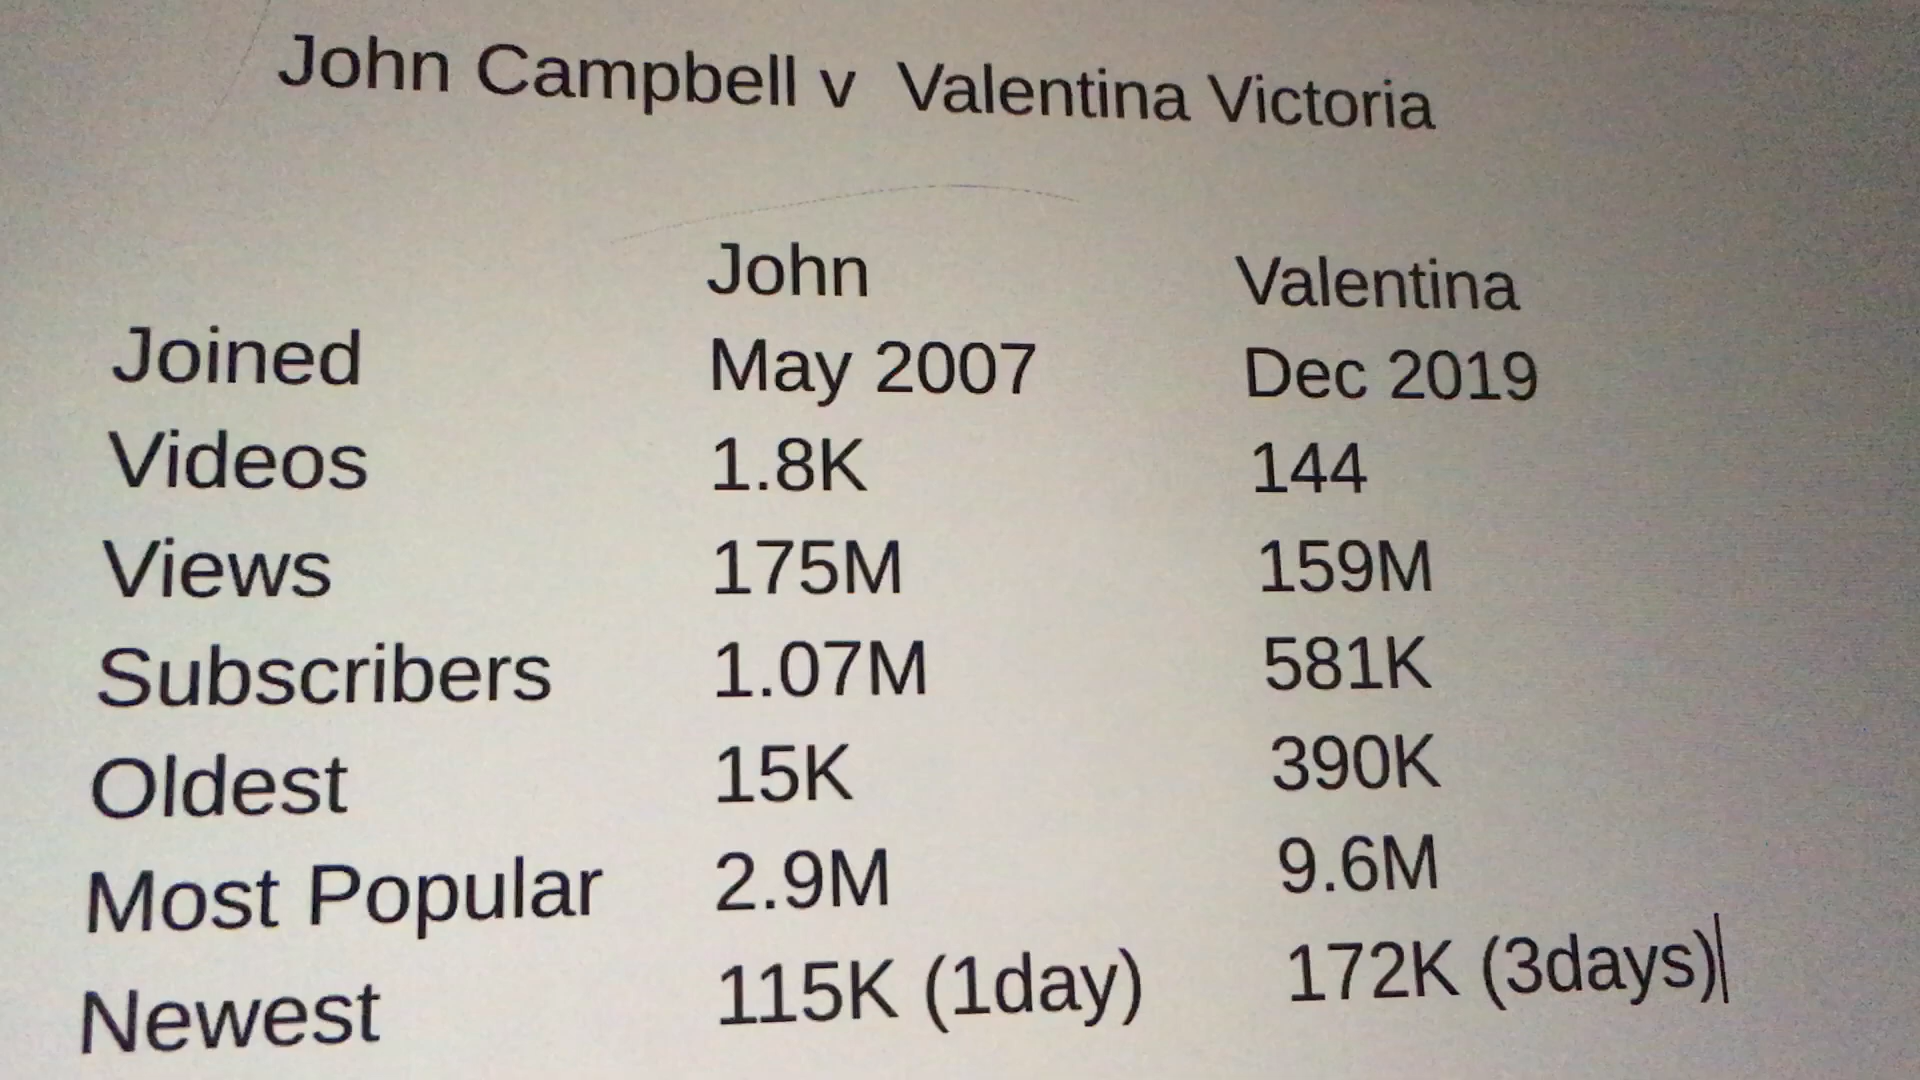 John Campbell v Valentina Victoria
John Valentina
Joined May 2007 Dec 2019
Videos 1.8K 144
Views 175M 159M
Subscribers 1.07M 581K
Oldest 15K 390K
Most Popular 2.9M 9.6M
Newest 115K (1day) 172K (3days)